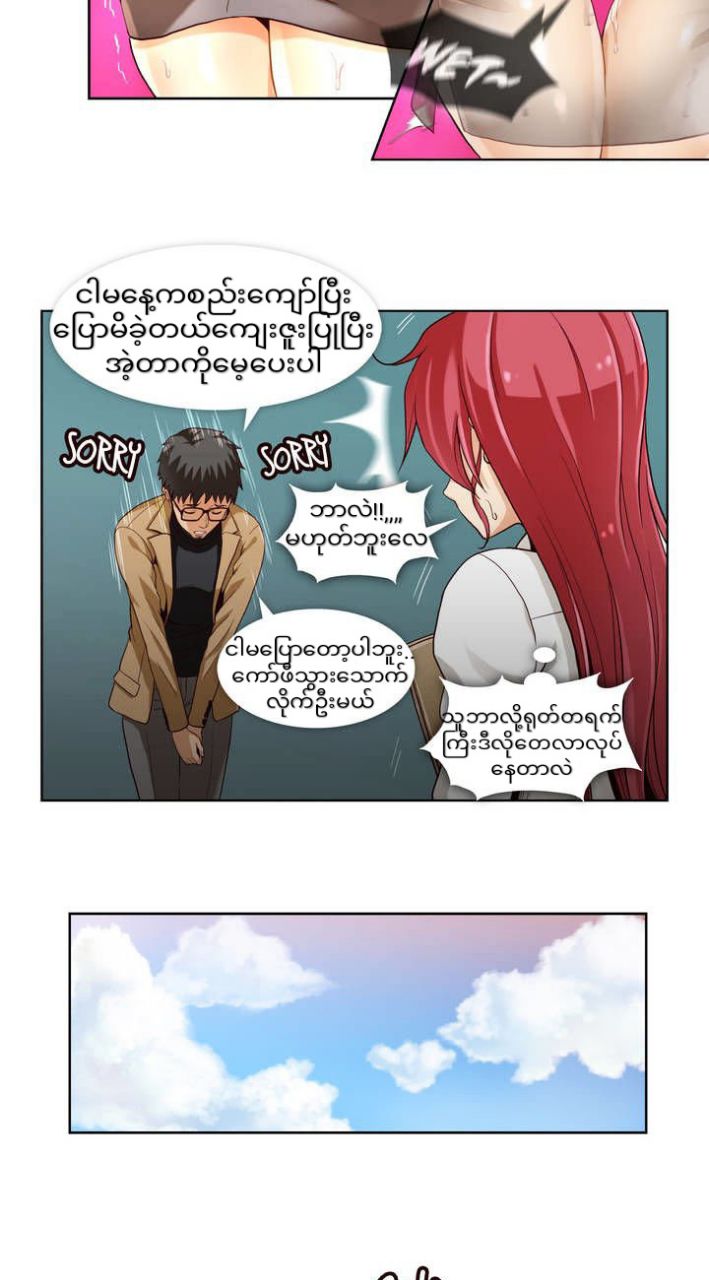 WET~
ငါမနေ့ကစည်းကျော်ပြီး
ပြောမိခဲ့တယ်ကျေးဇူးပြုပြီး
အဲ့တာကိုမေ့ပေးပါ
SORRY
SORRY
ဘာလဲ!!,,,,
မဟုတ်ဘူးလေ
ငါမပြောတော့ပါဘူး..
ကော်ဖီသွားသောက်
လိုက်ဦးမယ်
သူဘာလို့ရုတ်တရက်
ကြီးဒီလိုတေလာလုပ်
နေတာလဲ